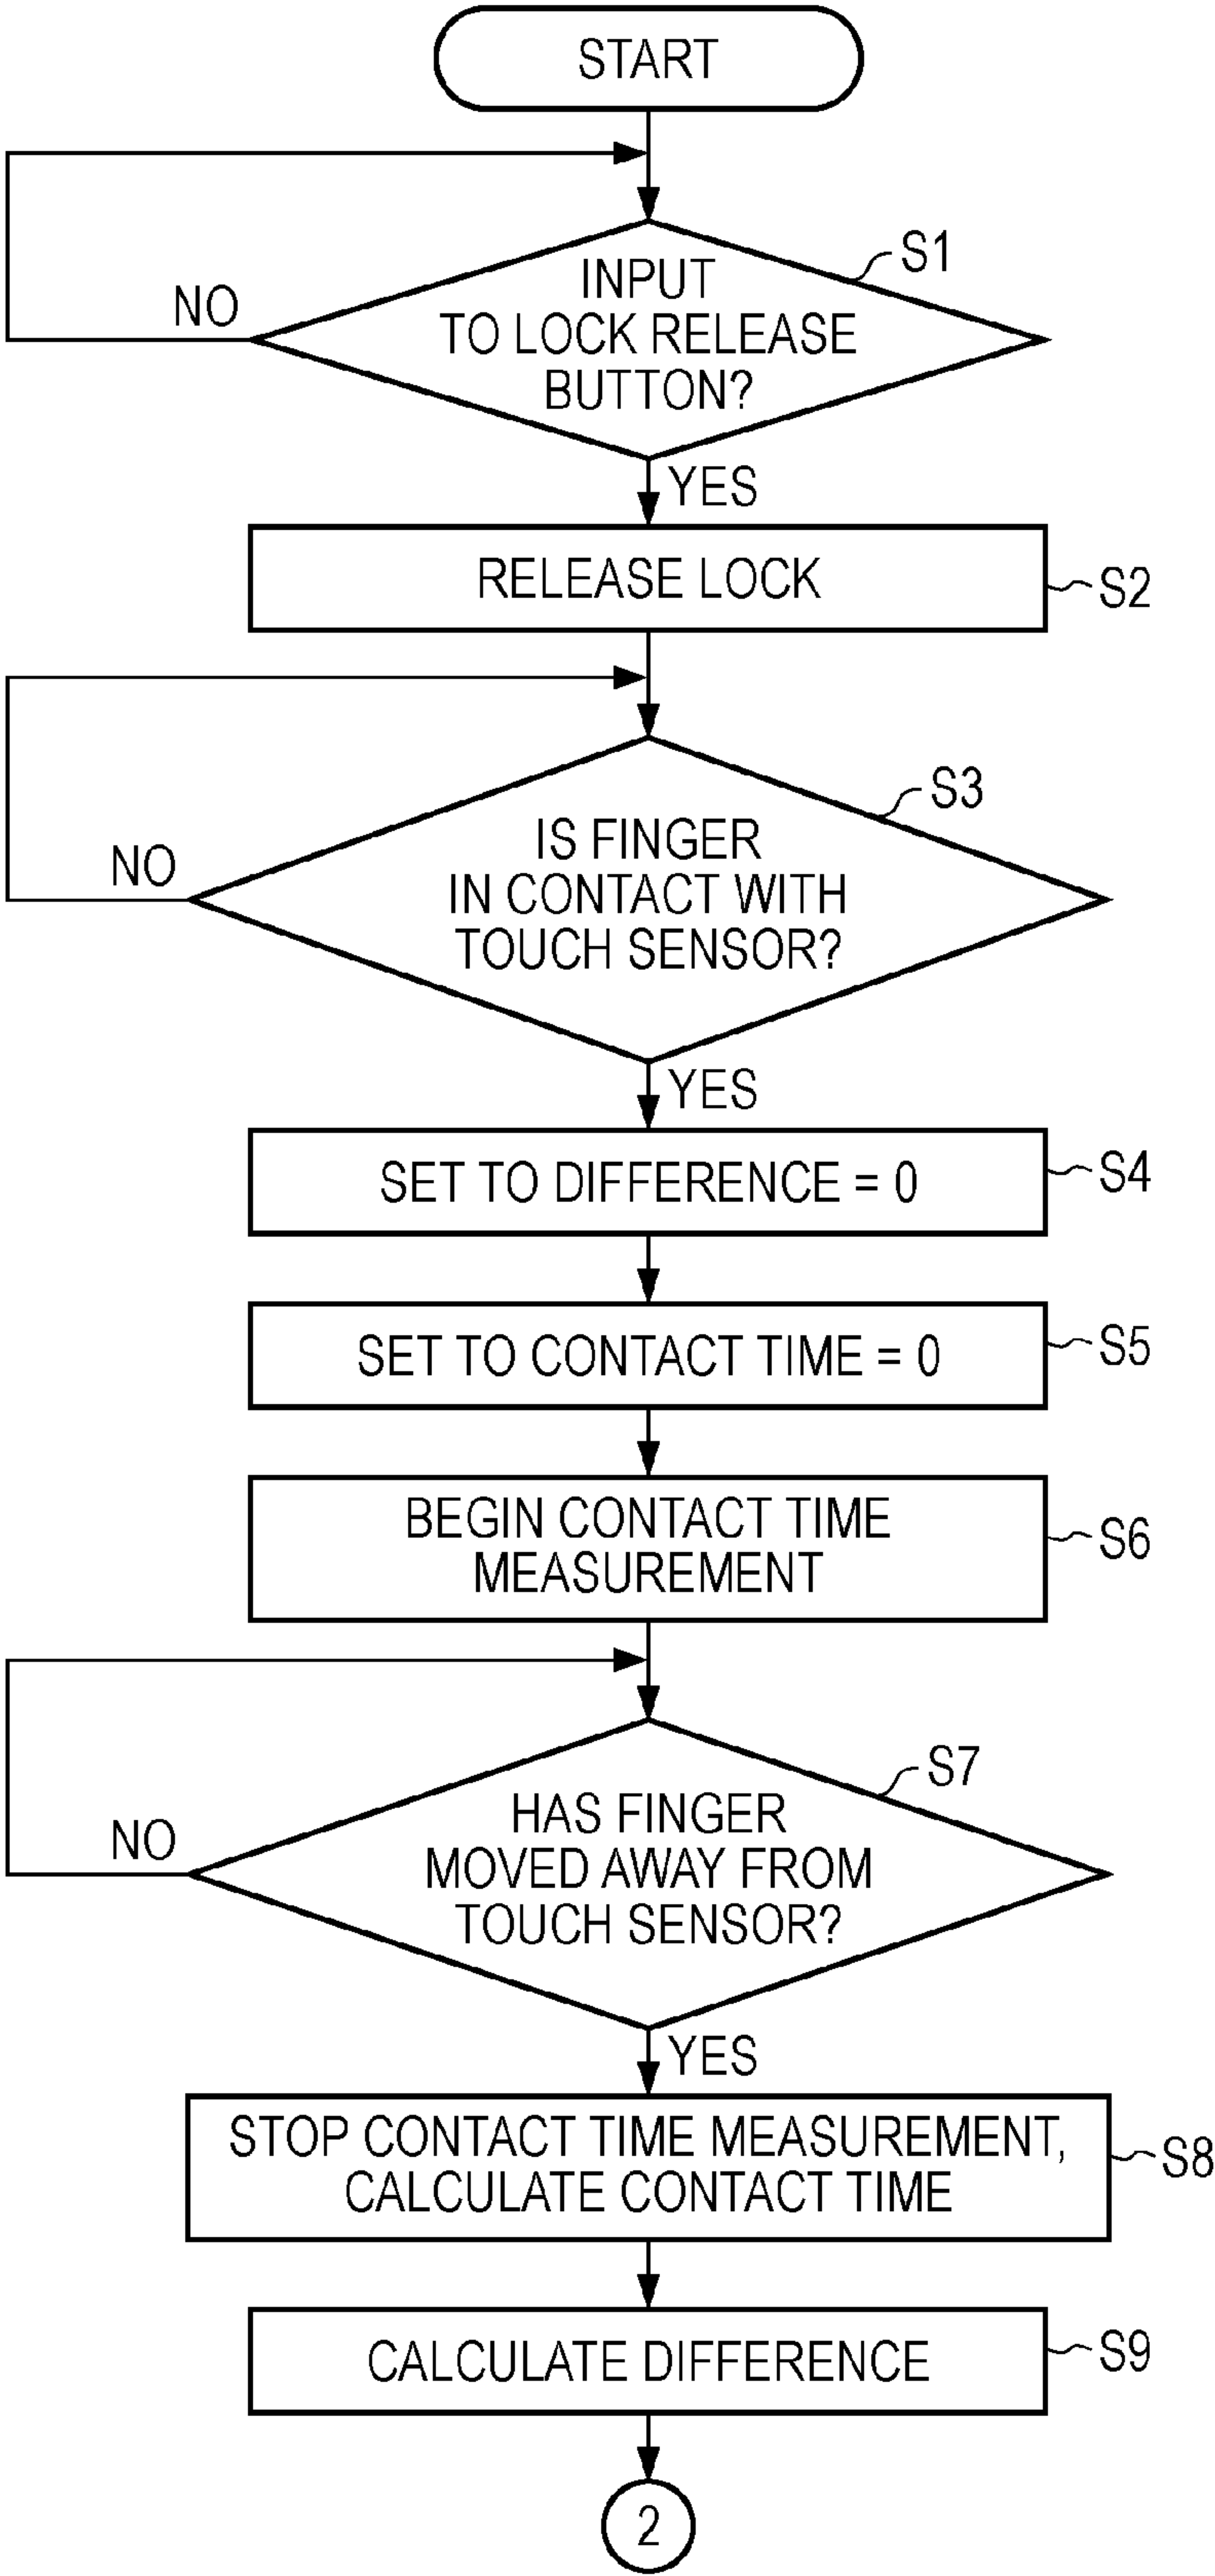 START
S1
INPUT
TO LOCK RELEASE
BUTTON?
NO
YES
RELEASE LOCK
S2
S3
IS FINGER
IN CONTACT WITH
TOUCH SENSOR?
NO
YES
SET TO DIFFERENCE = 0
S4
SET TO CONTACT TIME = 0
S5
BEGIN CONTACT TIME
MEASUREMENT
S6
S7
HAS FINGER
MOVED AWAY FROM
TOUCH SENSOR?
NO
YES
STOP CONTACT TIME MEASUREMENT,
CALCULATE CONTACT TIME
S8
CALCULATE DIFFERENCE
S9
2